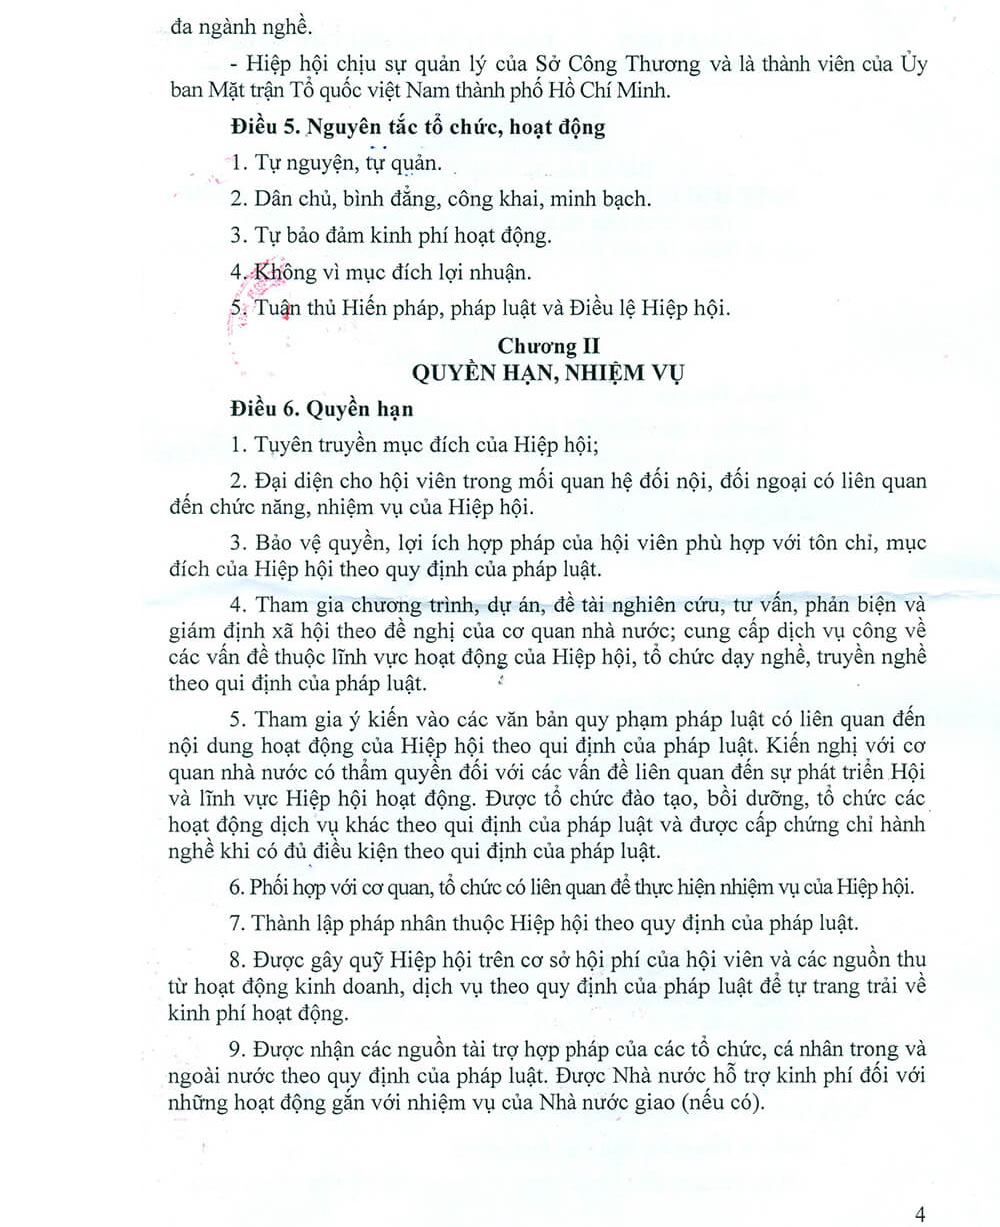 đa ngành nghề.
- Hiệp hội chịu sự quản lý của Sở Công Thương và là thành viên của Ủy
ban Mặt trận Tổ quốc việt Nam thành phố Hồ Chí Minh.
Điều 5. Nguyên tắc tổ chức, hoạt động
1. Tự nguyện, tự quản.
2. Dân chủ, bình đẳng, công khai, minh bạch.
3. Tự bảo đảm kinh phí hoạt động.
4. Không vì mục đích lợi nhuận.
5. Tuân thủ Hiến pháp, pháp luật và Điều lệ Hiệp hội.
Chương II
QUYỀN HẠN, NHIỆM VỤ
Điều 6. Quyền hạn
1. Tuyên truyền mục đích của Hiệp hội;
2. Đại diện cho hội viên trong mối quan hệ đối nội, đối ngoại có liên quan
đến chức năng, nhiệm vụ của Hiệp hội.
3. Bảo vệ quyền, lợi ích hợp pháp của hội viên phù hợp với tôn chỉ, mục
đích của Hiệp hội theo quy định của pháp luật.
4. Tham gia chương trình, dự án, đề tài nghiên cứu, tư vấn, phản biện và
giám định xã hội theo đề nghị của cơ quan nhà nước; cung cấp dịch vụ công về
các vấn đề thuộc lĩnh vực hoạt động của Hiệp hội, tổ chức dạy nghề, truyền nghề
theo qui định của pháp luật.
5. Tham gia ý kiến vào các văn bản quy phạm pháp luật có liên quan đến
nội dung hoạt động của Hiệp hội theo qui định của pháp luật. Kiến nghị với cơ
quan nhà nước có thẩm quyền đối với các vấn đề liên quan đến sự phát triển Hội
và lĩnh vực Hiệp hội hoạt động. Được tổ chức đào tạo, bồi dưỡng, tổ chức các
hoạt động dịch vụ khác theo qui định của pháp luật và được cấp chứng chỉ hành
nghề khi có đủ điều kiện theo qui định của pháp luật.
6. Phối hợp với cơ quan, tổ chức có liên quan để thực hiện nhiệm vụ của Hiệp hội.
7. Thành lập pháp nhân thuộc Hiệp hội theo quy định của pháp luật.
8. Được gây quỹ Hiệp hội trên cơ sở hội phí của hội viên và các nguồn thu
từ hoạt động kinh doanh, dịch vụ theo quy định của pháp luật để tự trang trải về
kinh phí hoạt động.
9. Được nhận các nguồn tài trợ hợp pháp của các tổ chức, cá nhân trong và
ngoài nước theo quy định của pháp luật. Được Nhà nước hỗ trợ kinh phí đối với
những hoạt động gắn với nhiệm vụ của Nhà nước giao (nếu có).
4